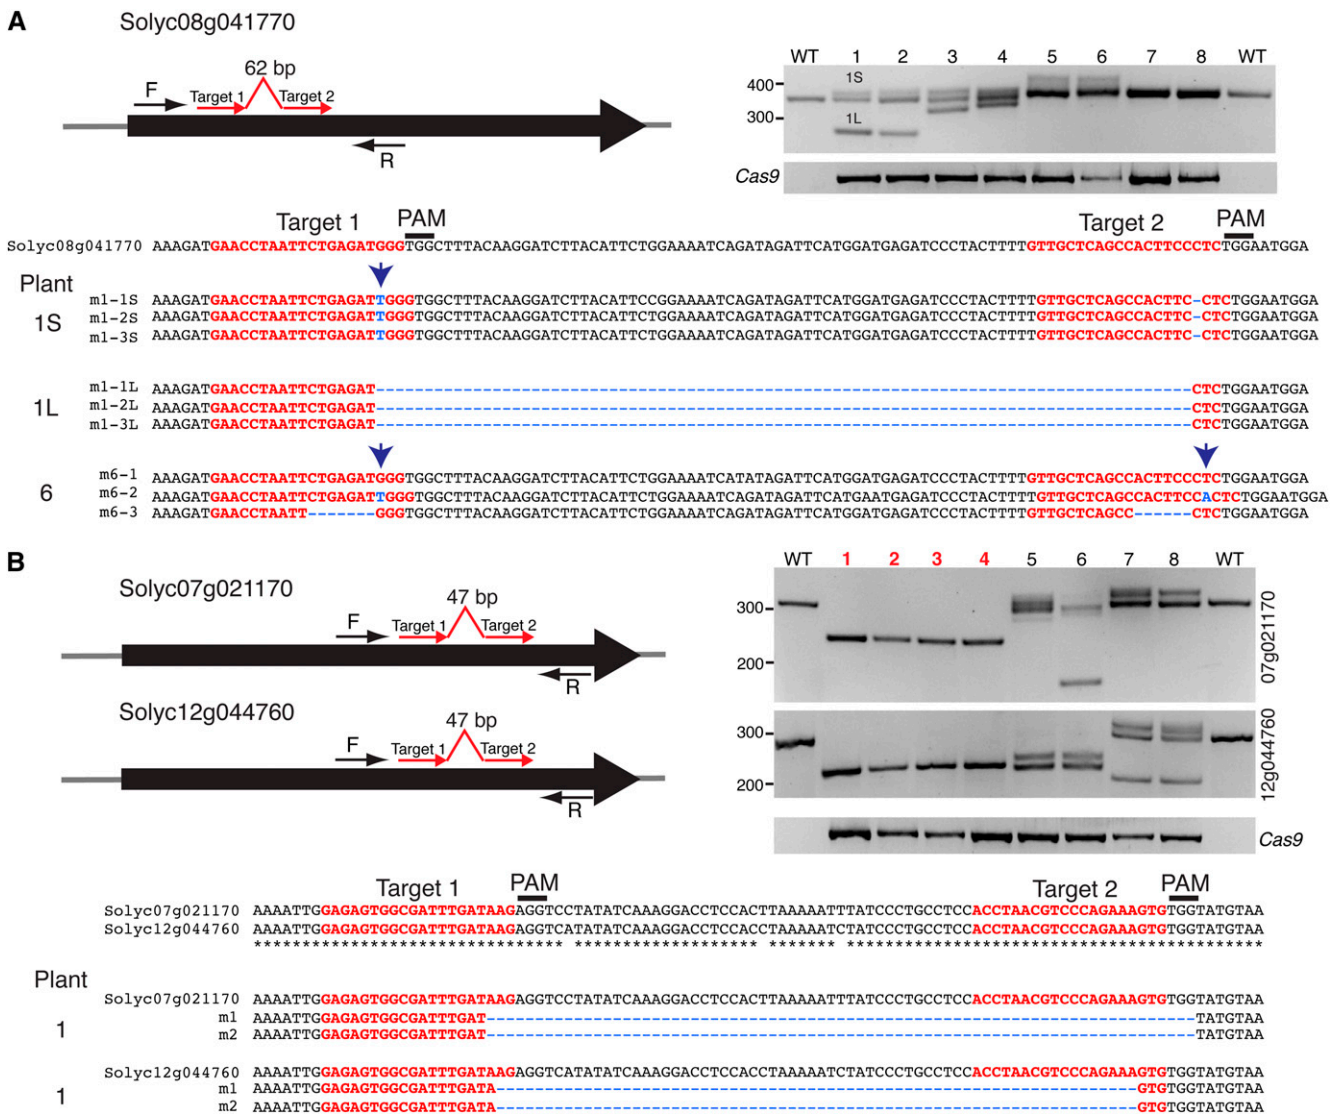 A
Solyc08g041770
62 bp
F
Target 1
Target 2
R
WT 1 2 3 4 5 6 7 8 WT
400
300
1S
1L
Cas9
Target 1 PAM Target 2 PAM
Solyc08g041770 AAAGATGAACCTAATTCTGAGATGGGTGGCTTTACAAGGATCTTACATTCTGGAAAATCAGATAGATTCATGGATGAGATCCCTACTTTTGTTGCTCAGCCACTTCCCTCTGGAATGGA
Plant
1S
m1-1S AAAGATGAACCTAATTCTGAGATTGGGTGGCTTTACAAGGATCTTACATTCCGGAAAATCAGATAGATTCATGGATGAGATCCCTACTTTTGTTGCTCAGCCACTTC-CTCTGGAATGGA
m1-2S AAAGATGAACCTAATTCTGAGATTGGGTGGCTTTACAAGGATCTTACATTCTGGAAAATCAGATAGATTCATGGATGAGATCCCTACTTTTGTTGCTCAGCCACTTC-CTCTGGAATGGA
m1-3S AAAGATGAACCTAATTCTGAGATTGGGTGGCTTTACAAGGATCTTACATTCTGGAAAATCAGATAGATTCATGGATGAGATCCCTACTTTTGTTGCTCAGCCACTTC-CTCTGGAATGGA
1L
m1-1L AAAGATGAACCTAATTCTGAGAT------------------------------------------------------------------------------------CTCTGGAATGGA
m1-2L AAAGATGAACCTAATTCTGAGAT------------------------------------------------------------------------------------CTCTGGAATGGA
m1-3L AAAGATGAACCTAATTCTGAGAT------------------------------------------------------------------------------------CTCTGGAATGGA
6
m6-1 AAAGATGAACCTAATTCTGAGATGGGTGGCTTTACAAGGATCTTACATTCTGGAAAATCATATAGATTCATGGATGAGATCCCTACTTTTGTTGCTCAGCCACTTCCCTCTGGAATGGA
m6-2 AAAGATGAACCTAATTCTGAGATTGGGTGGCTTTACAAGGATCTTACATTCTGGAAAATCAGATAGATTCATGAATGAGATCCCTACTTTTGTTGCTCAGCCACTTCCACTCTGGAATGGA
m6-3 AAAGATGAACCTAATT-------GGGTGGCTTTACAAGGATCTTACATTCTGGAAAATCAGATAGATTCATGGATGAGATCCCTACTTTTGTTGCTCAGCC------CTCTGGAATGGA
B
Solyc07g021170
47 bp
F
Target 1
Target 2
R
Solyc12g044760
47 bp
F
Target 1
Target 2
R
WT 1 2 3 4 5 6 7 8 WT
300
200
07g021170
300
200
12g044760
Cas9
Target 1 PAM Target 2 PAM
Solyc07g021170 AAAATTGGAGAGTGGCGATTTGATAAGAGGTCCTATATCAAAGGACCTCCACTTAAAAATTTATCCCTGCCTCCACCTAACGTCCCAGAAAGTGTGGTATGTAA
Solyc12g044760 AAAATTGGAGAGTGGCGATTTGATAAGAGGTCATATATCAAAGGACCTCCACCTAAAAATCTATCCCTGCCTCCACCTAACGTCCCAGAAAGTGTGGTATGTAA
******************************** ******************* ******* *******************************************
Plant
1
Solyc07g021170 AAAATTGGAGAGTGGCGATTTGATAAGAGGTCCTATATCAAAGGACCTCCACTTAAAAATTTATCCCTGCCTCCACCTAACGTCCCAGAAAGTGTGGTATGTAA
m1 AAAATTGGAGAGTGGCGATTTGAT-------------------------------------------------------------------------TATGTAA
m2 AAAATTGGAGAGTGGCGATTTGAT-------------------------------------------------------------------------TATGTAA
1
Solyc12g044760 AAAATTGGAGAGTGGCGATTTGATAAGAGGTCATATATCAAAGGACCTCCACCTAAAAATCTATCCCTGCCTCCACCTAACGTCCCAGAAAGTGTGGTATGTAA
m1 AAAATTGGAGAGTGGCGATTTGATA------------------------------------------------------------------GTGTGGTATGTAA
m2 AAAATTGGAGAGTGGCGATTTGATA------------------------------------------------------------------GTGTGGTATGTAA